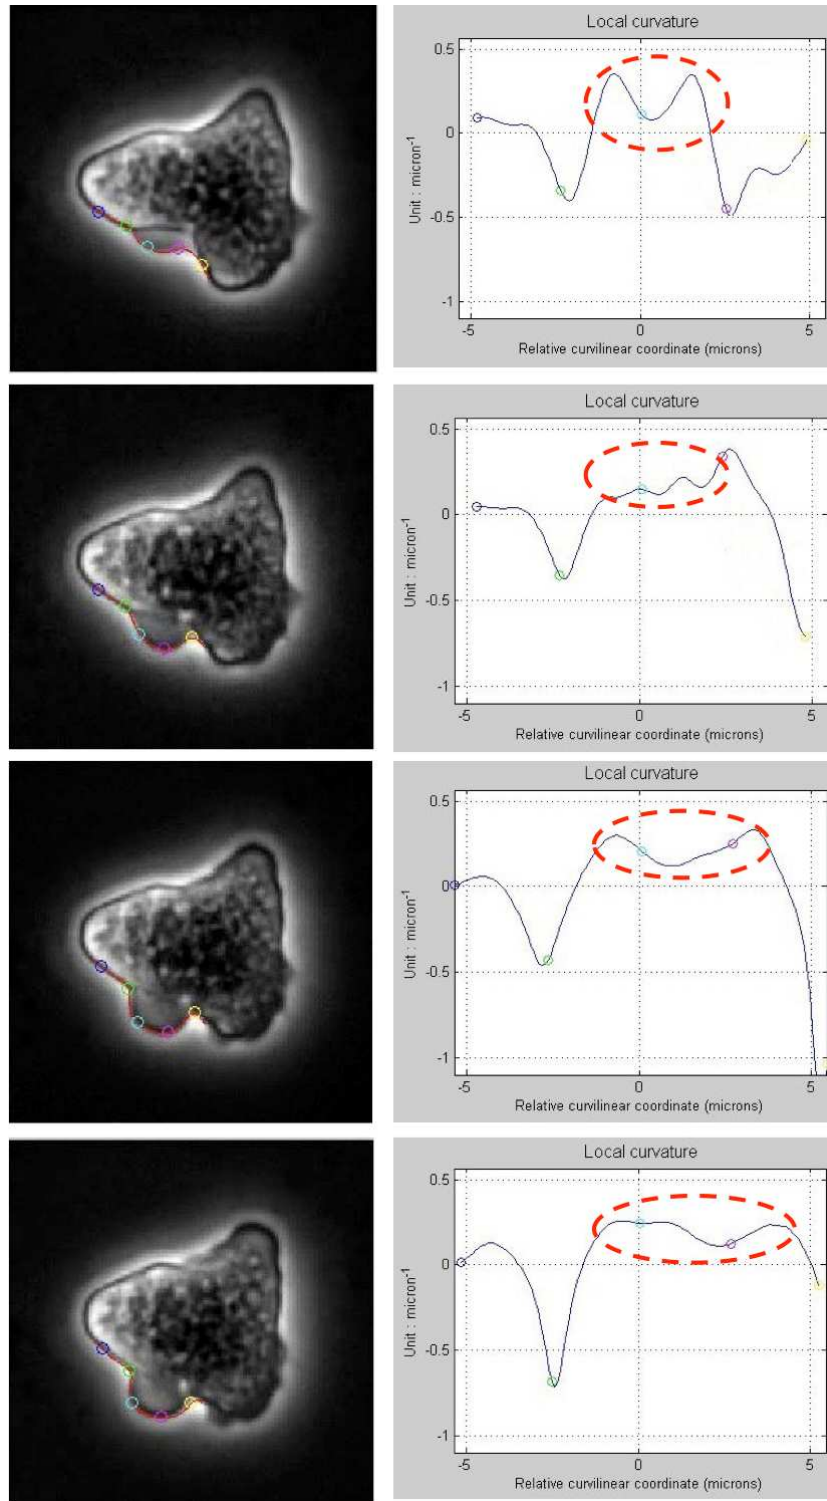 Local curvature
0.5
0
-0.5
-1
Unit : micron-1
-5
0
5
Relative curvilinear coordinate (microns)
Local curvature
0.5
0
-0.5
-1
Unit : micron-1
-5
0
5
Relative curvilinear coordinate (microns)
Local curvature
0.5
0
-0.5
-1
Unit : micron-1
-5
0
5
Relative curvilinear coordinate (microns)
Local curvature
0.5
0
-0.5
-1
Unit : micron-1
-5
0
5
Relative curvilinear coordinate (microns)